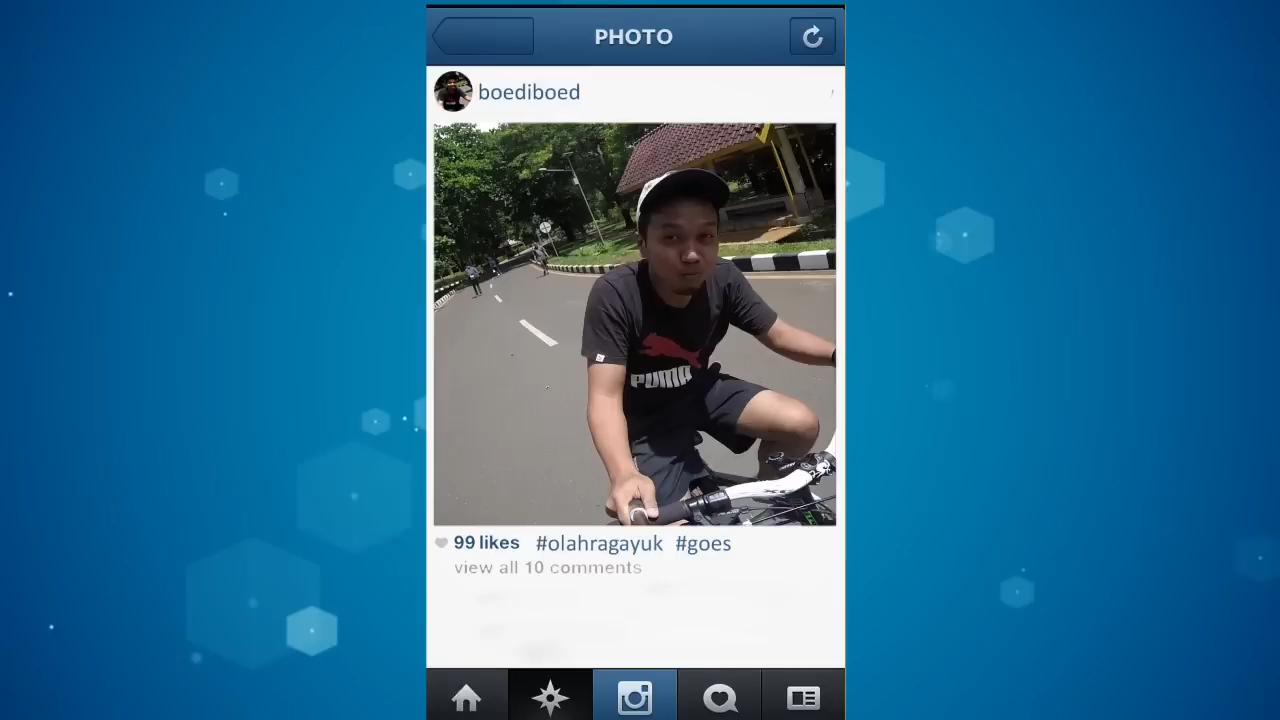 PHOTO
boediboed
PUMA
99 likes #olahragayuk #goes
view all 10 comments